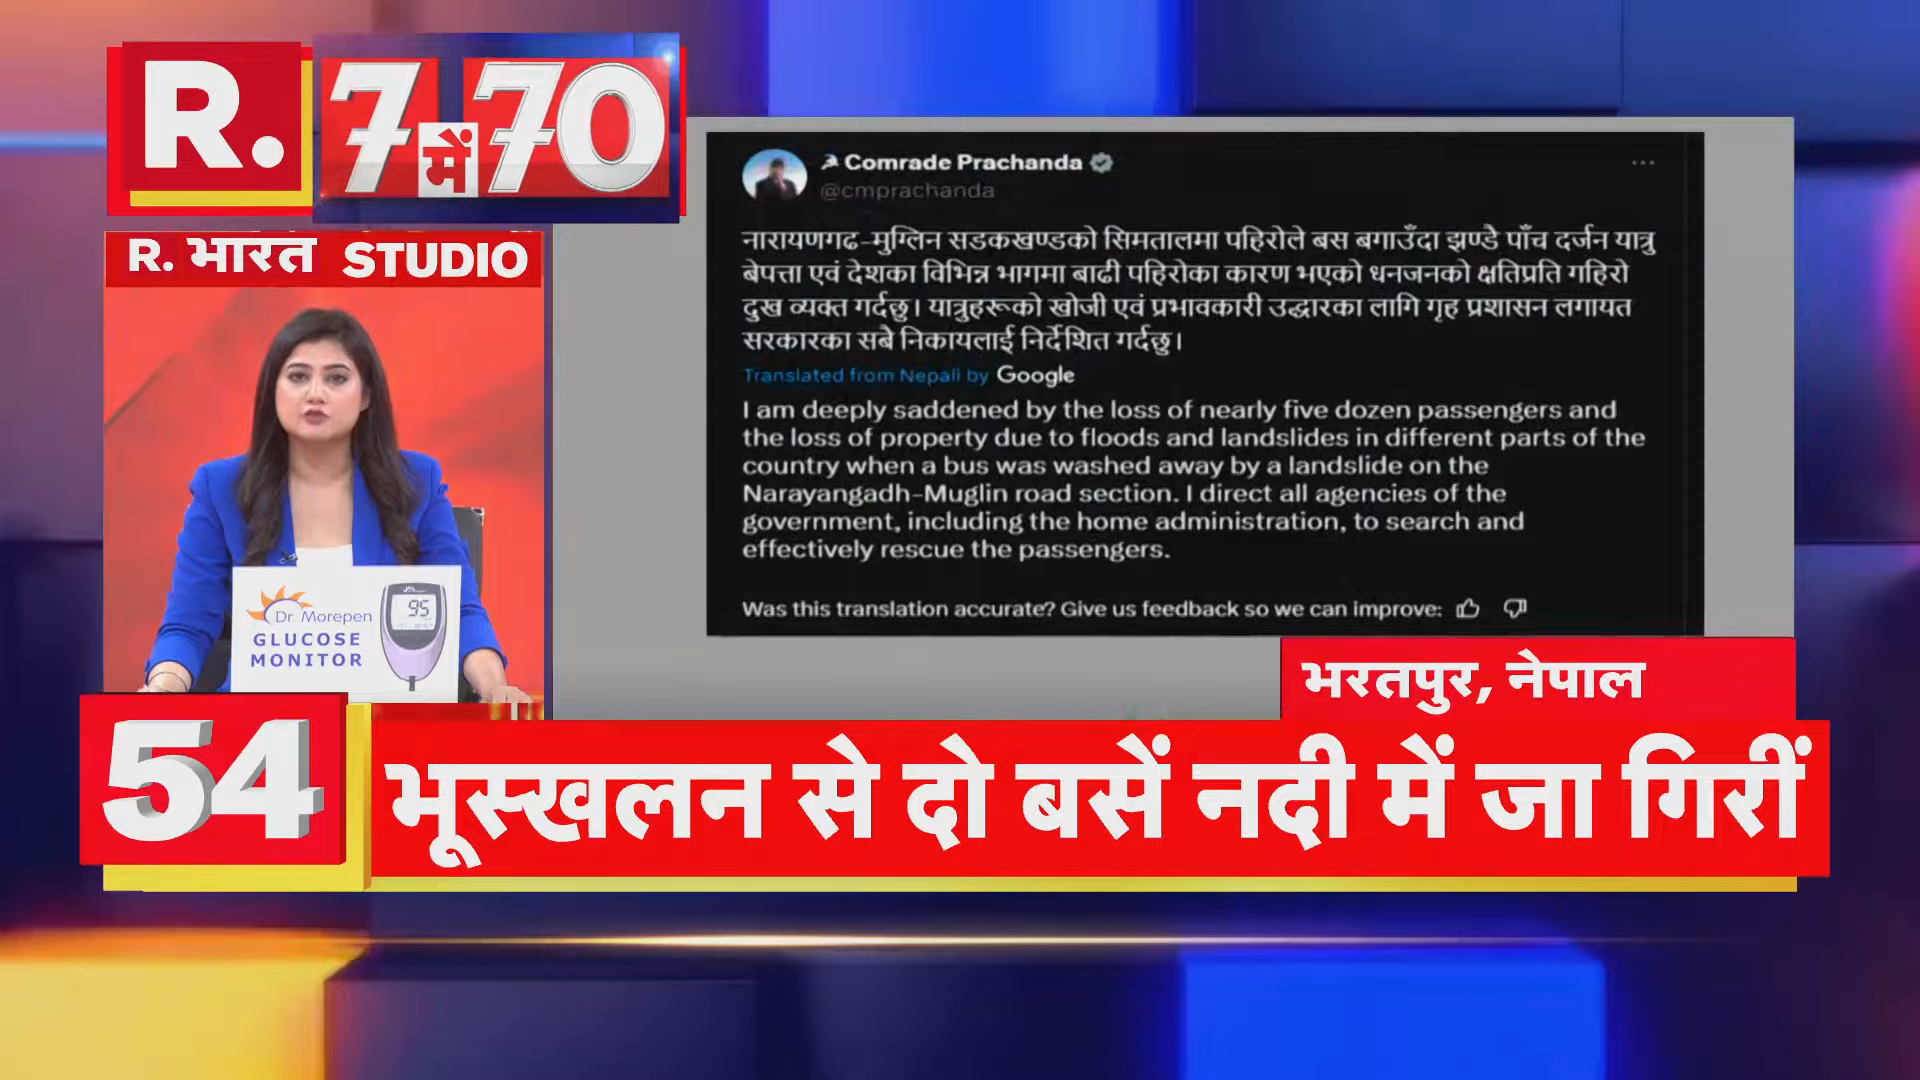 R. 7 में 70
R. भारत STUDIO
Comrade Prachanda
@cmprachanda
नारायणगढ-मुग्लिन सडकखण्डको सिमतालमा पहिरोले बस बगाउँदा झण्डै पाँच दर्जन यात्रु
बेपत्ता एवं देशका विभिन्न भागमा बाढी पहिरोका कारण भएको धनजनको क्षतिप्रति गहिरो
दुख व्यक्त गर्दछु। यात्रुहरूको खोजी एवं प्रभावकारी उद्धारका लागि गृह प्रशासन लगायत
सरकारका सबै निकायलाई निर्देशित गर्दछु।
Translated from Nepali by Google
I am deeply saddened by the loss of nearly five dozen passengers and
the loss of property due to floods and landslides in different parts of the
country when a bus was washed away by a landslide on the
Narayangadh-Muglin road section. I direct all agencies of the
government, including the home administration, to search and
effectively rescue the passengers.
Was this translation accurate? Give us feedback so we can improve:
Dr. Morepen
GLUCOSE
MONITOR
95
भरतपुर, नेपाल
54
भूस्खलन से दो बसें नदी में जा गिरीं